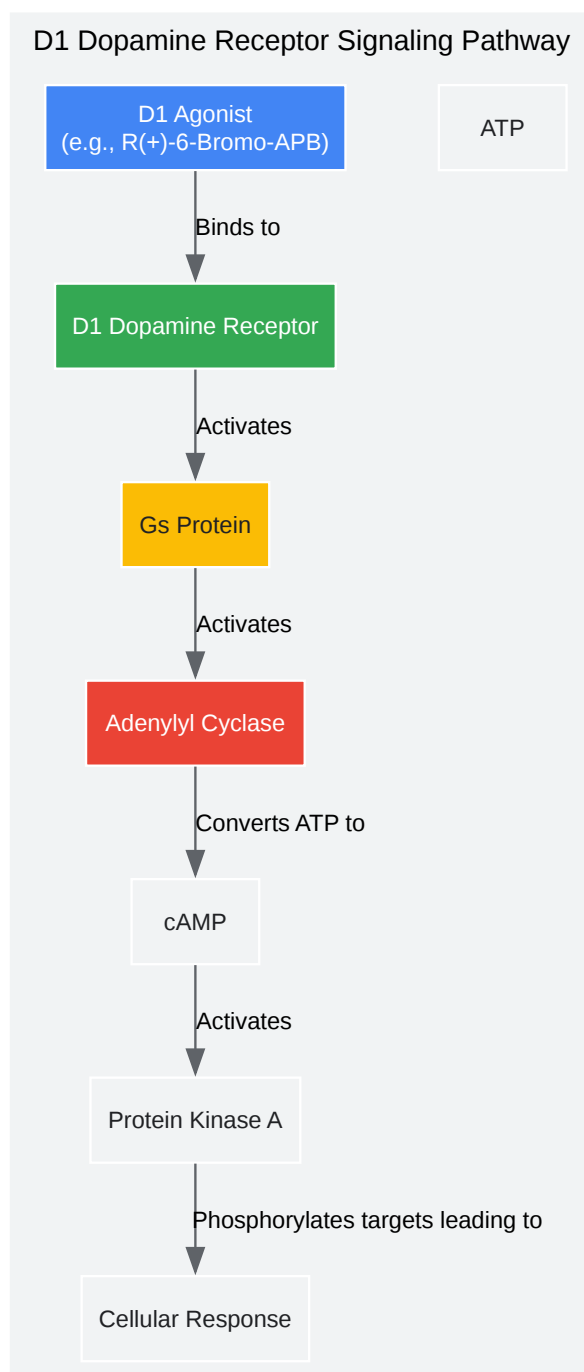 D1 Dopamine Receptor Signaling Pathway
D1 Agonist
(e.g., R(+)-6-Bromo-APB)
ATP
Binds to
D1 Dopamine Receptor
Activates
Gs Protein
Activates
Adenylyl Cyclase
Converts ATP to
cAMP
Activates
Protein Kinase A
Phosphorylates targets leading to
Cellular Response